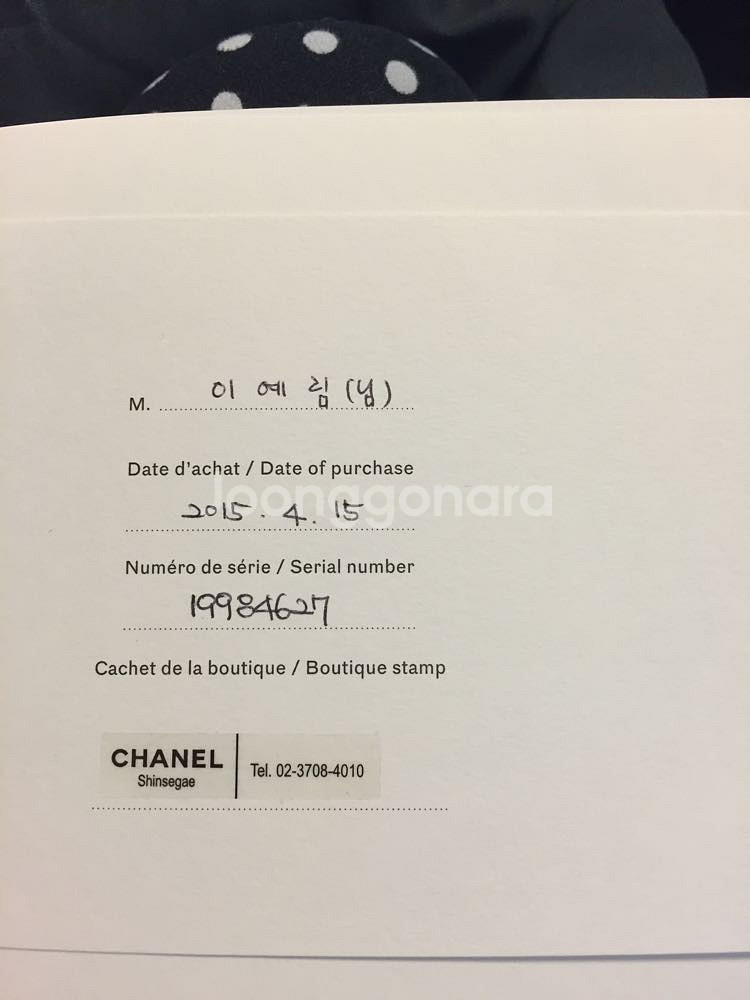 M. 이 예 림 (님)
Date d'achat / Date of purchase
joonggonara
2015. 4. 15
Numéro de série / Serial number
19984627
Cachet de la boutique / Boutique stamp
CHANEL
Shinsegae
Tel. 02-3708-4010